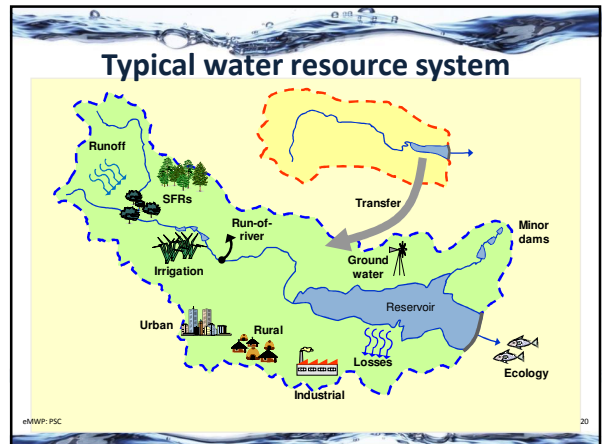 Typical water resource system
Runoff
SFRs
Transfer
Run-of-
river
Minor
dams
Irrigation
Ground
water
Reservoir
Urban
Rural
Losses
Ecology
Industrial
eMWP: PSC
20